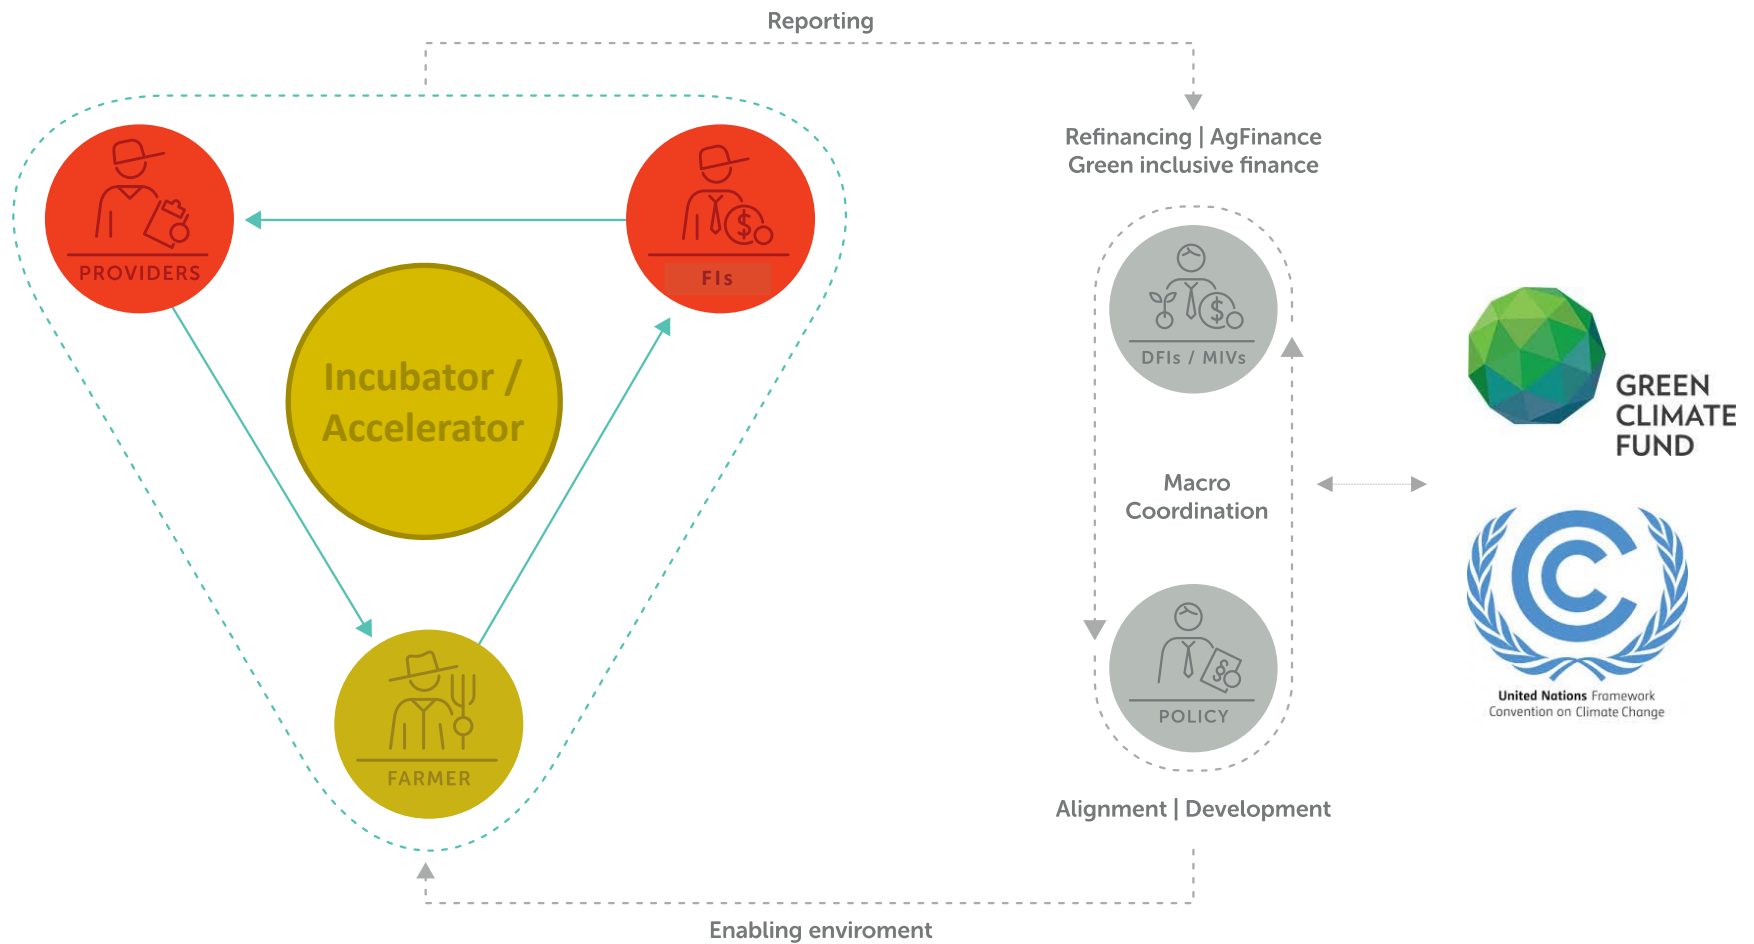 Reporting
Refinancing | AgFinance
Green inclusive finance
PROVIDERS
FIs
Incubator /
Accelerator
FARMER
DFIs / MIVs
Macro
Coordination
POLICY
Alignment | Development
Enabling enviroment
GREEN
CLIMATE
FUND
United Nations Framework
Convention on Climate Change